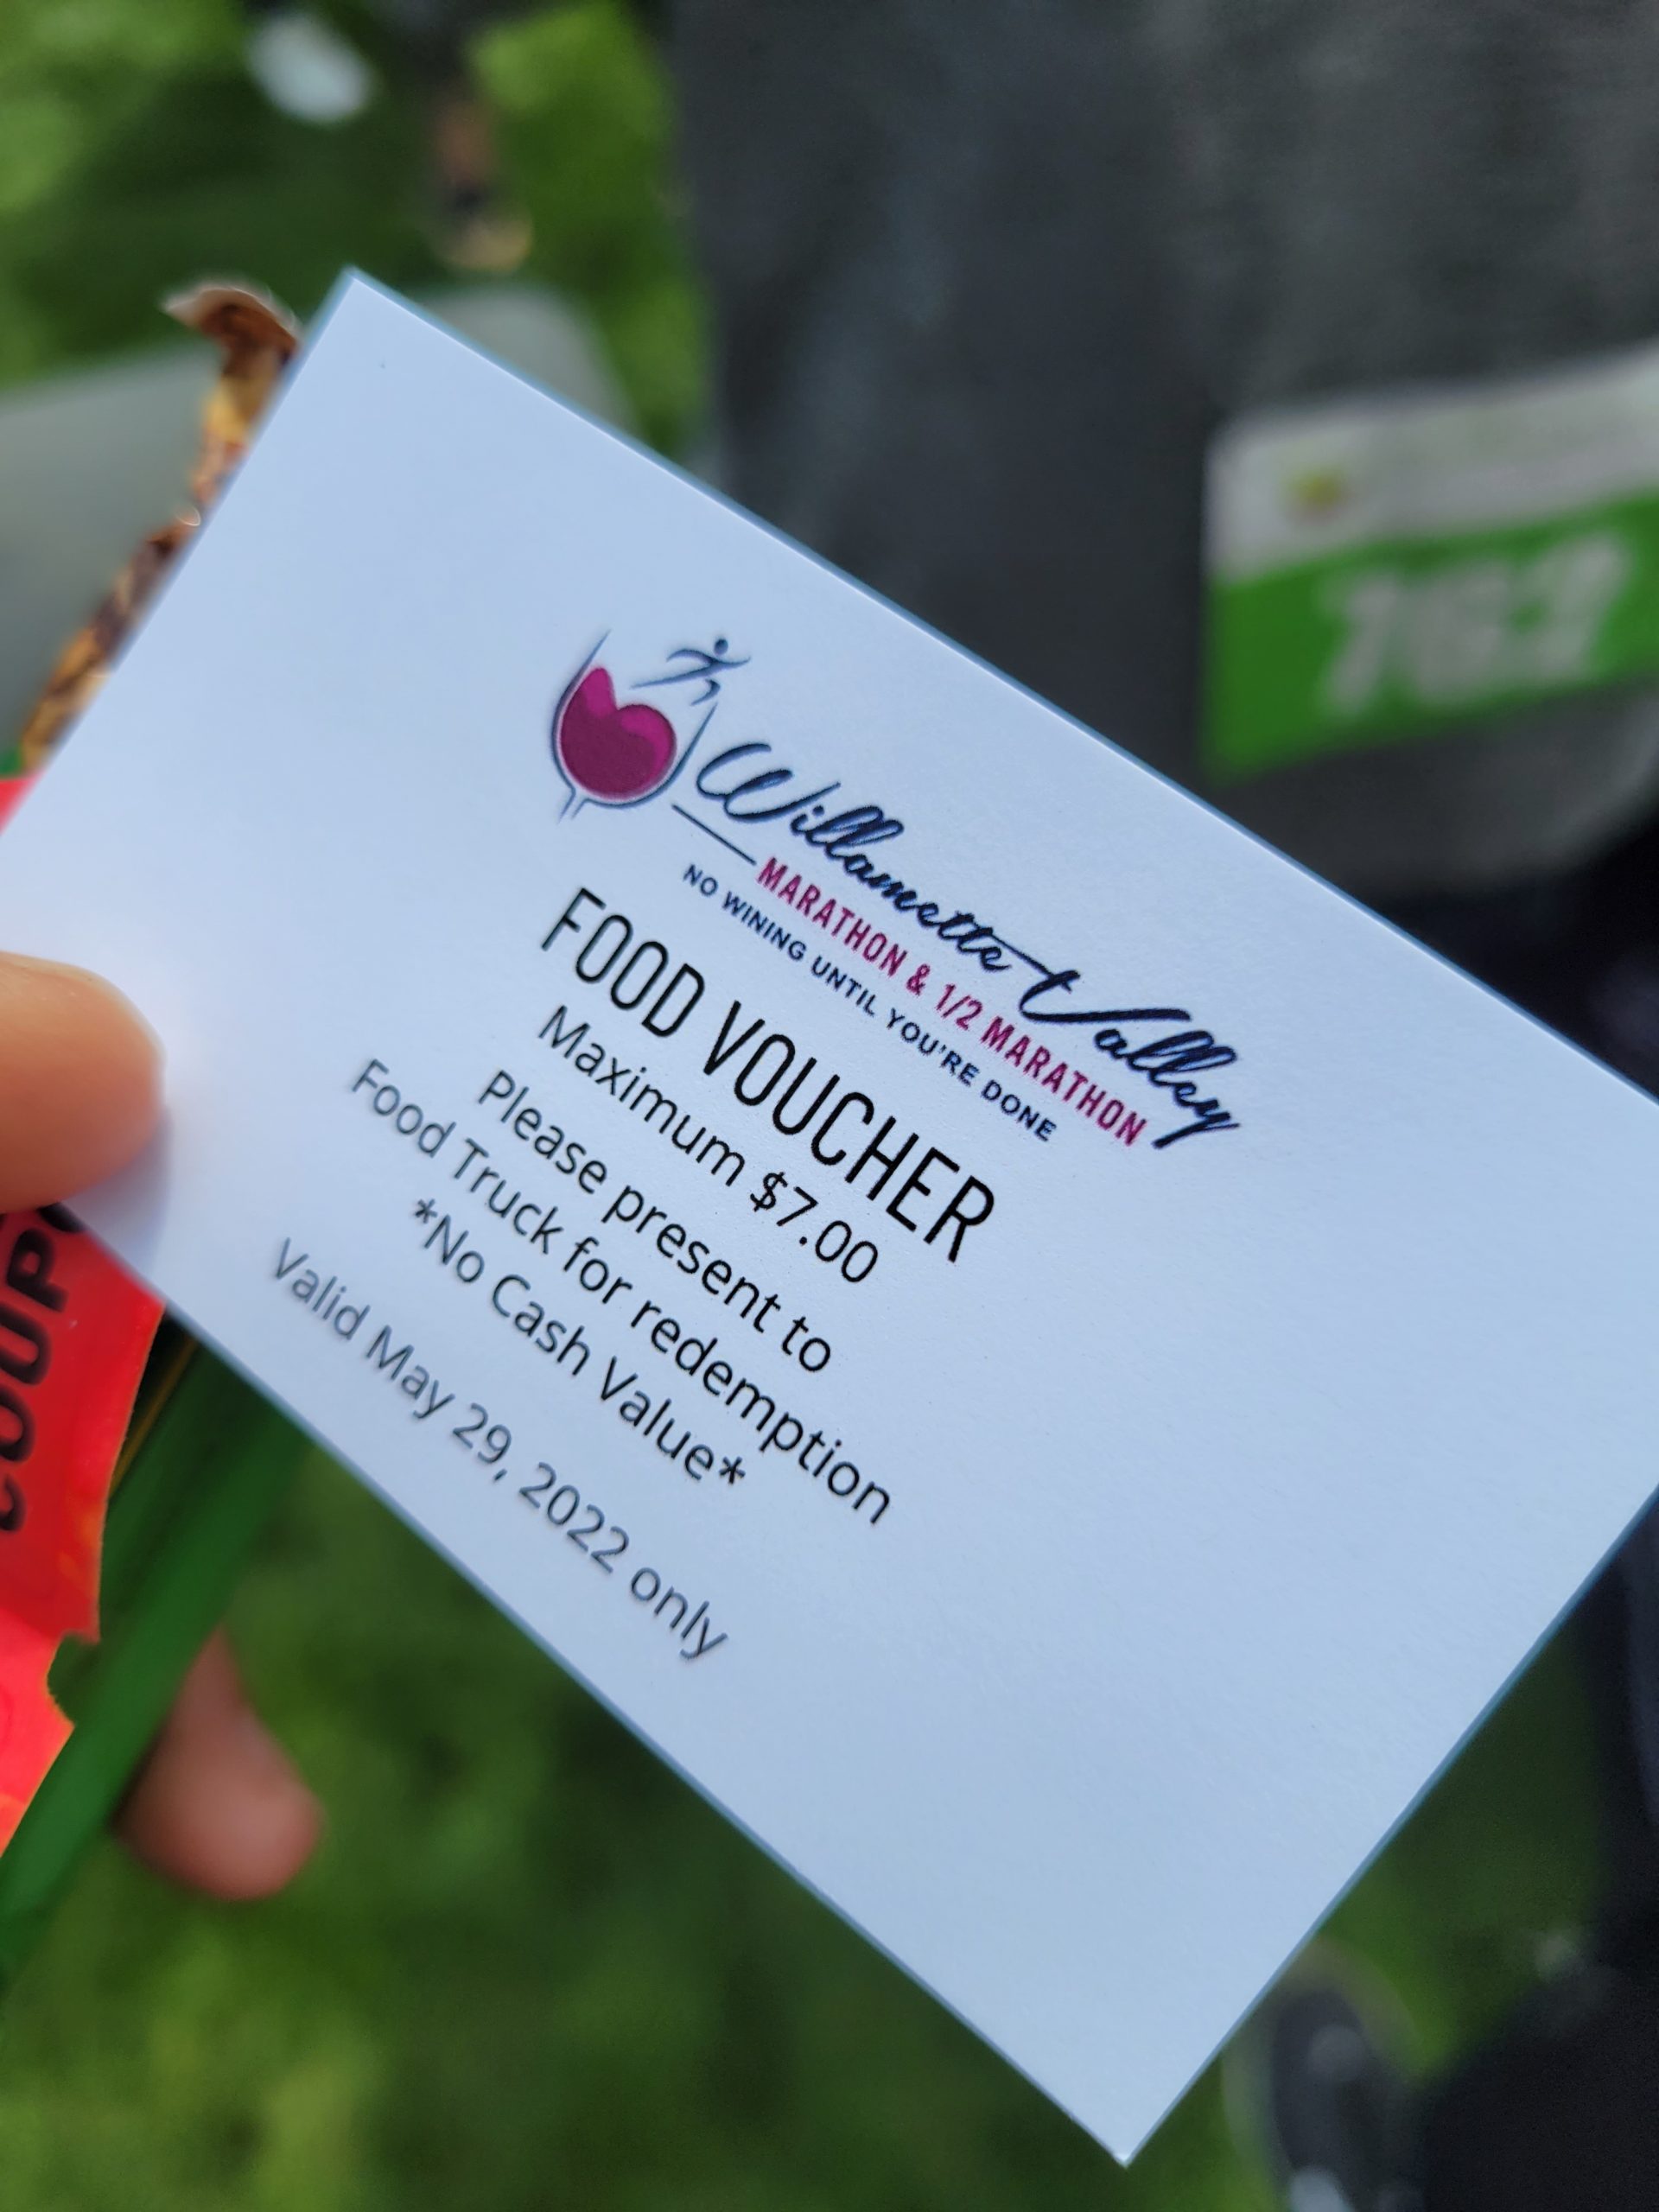 Willamette Valley
MARATHON & 1/2 MARATHON
NO WINING UNTIL YOU'RE DONE
FOOD VOUCHER
Maximum $7.00
Please present to
Food Truck for redemption
*No Cash Value*
Valid May 29, 2022 only